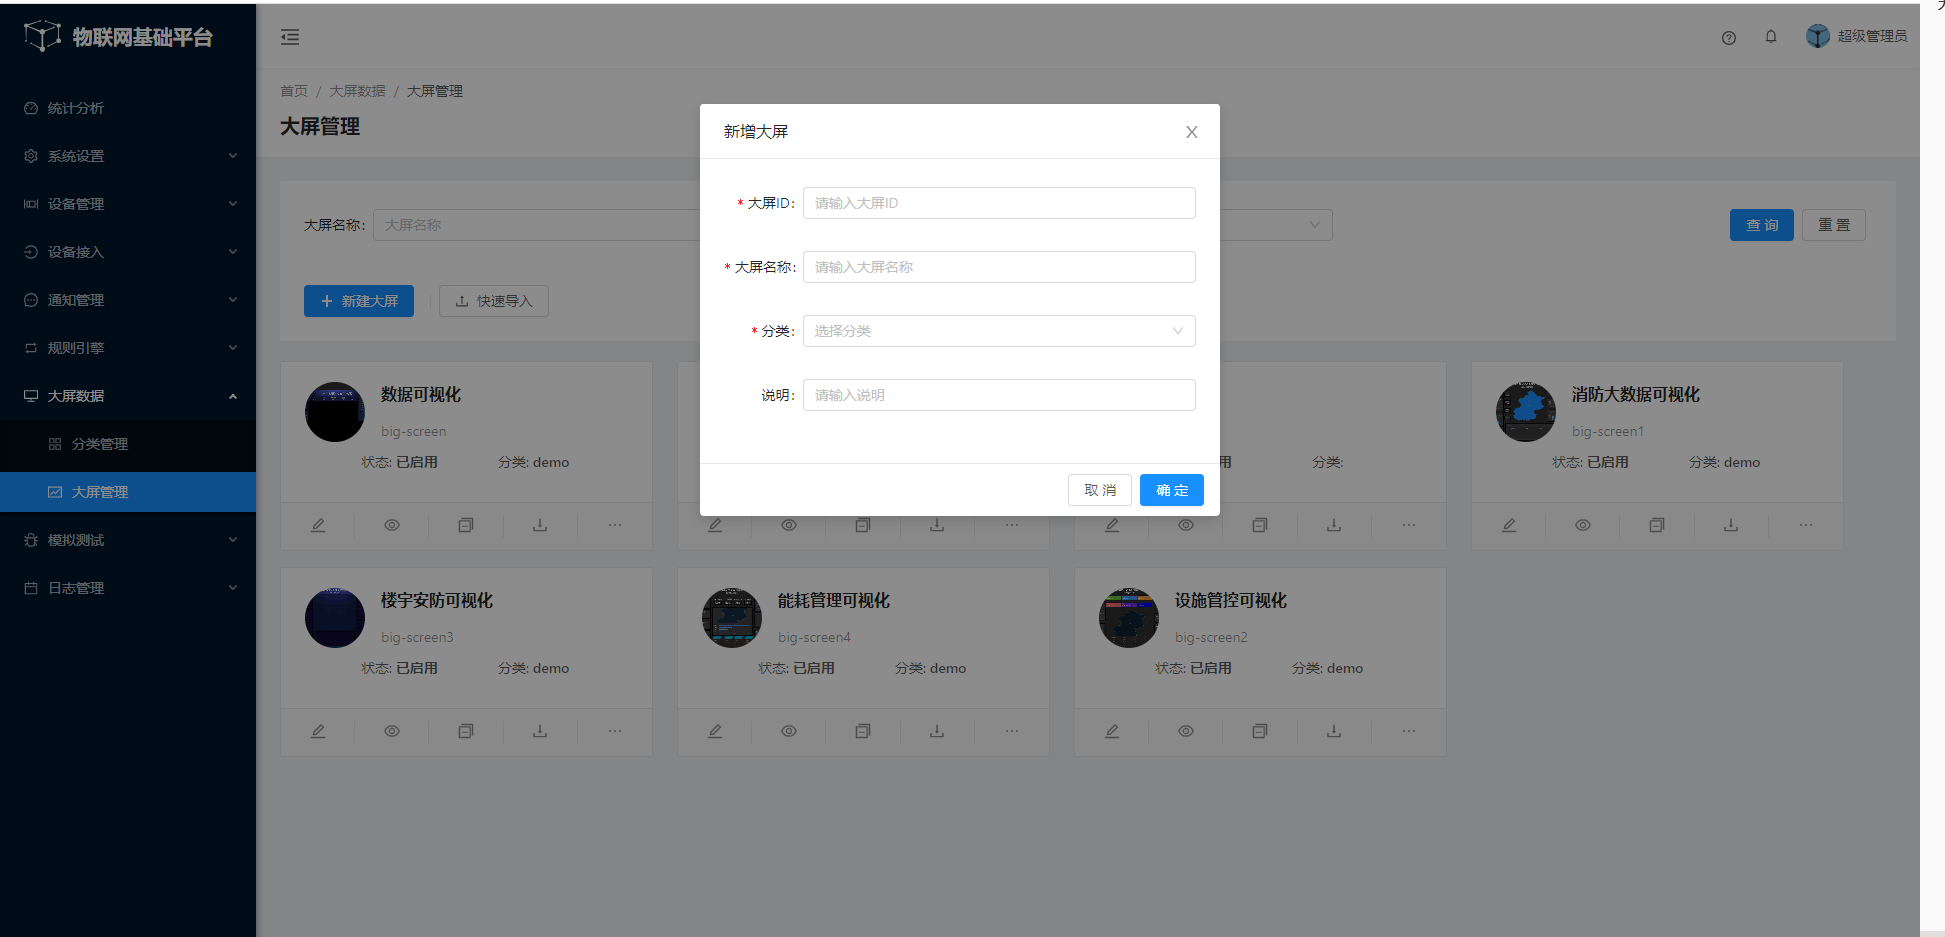 物联网基础平台
超级管理员
统计分析
系统设置
设备管理
设备接入
通知管理
规则引擎
大屏数据
分类管理
大屏管理
模拟测试
日志管理
首页 / 大屏数据 / 大屏管理
大屏管理
大屏名称: 大屏名称
查 询 重 置
新建大屏 快速导入
新增大屏
* 大屏ID: 请输入大屏ID
* 大屏名称: 请输入大屏名称
* 分类: 选择分类
说明: 请输入说明
取 消 确 定
数据可视化
big-screen
状态: 已启用 分类: demo
用 分类:
消防大数据可视化
big-screen1
状态: 已启用 分类: demo
楼宇安防可视化
big-screen3
状态: 已启用 分类: demo
能耗管理可视化
big-screen4
状态: 已启用 分类: demo
设施管控可视化
big-screen2
状态: 已启用 分类: demo